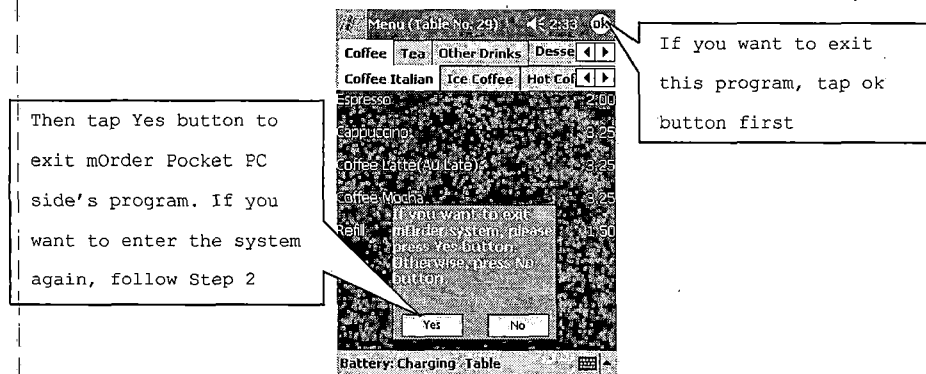 Menu (Table No. 29) 2:33 ok
Coffee Tea Other Drinks Desse
Coffee Italian Ice Coffee Hot Cof
Espresso 2.00
Cappuccino 3.25
Coffee Latte(Au Late) 3.25
Coffee Mocha 3.25
Refill 1.50
If you want to exit
mOrder system, please
press Yes button.
Otherwise, press No
button.
Yes No
Battery: Charging Table
If you want to exit
this program, tap ok
button first
Then tap Yes button to
exit mOrder Pocket PC
side's program. If you
want to enter the system
again, follow Step 2